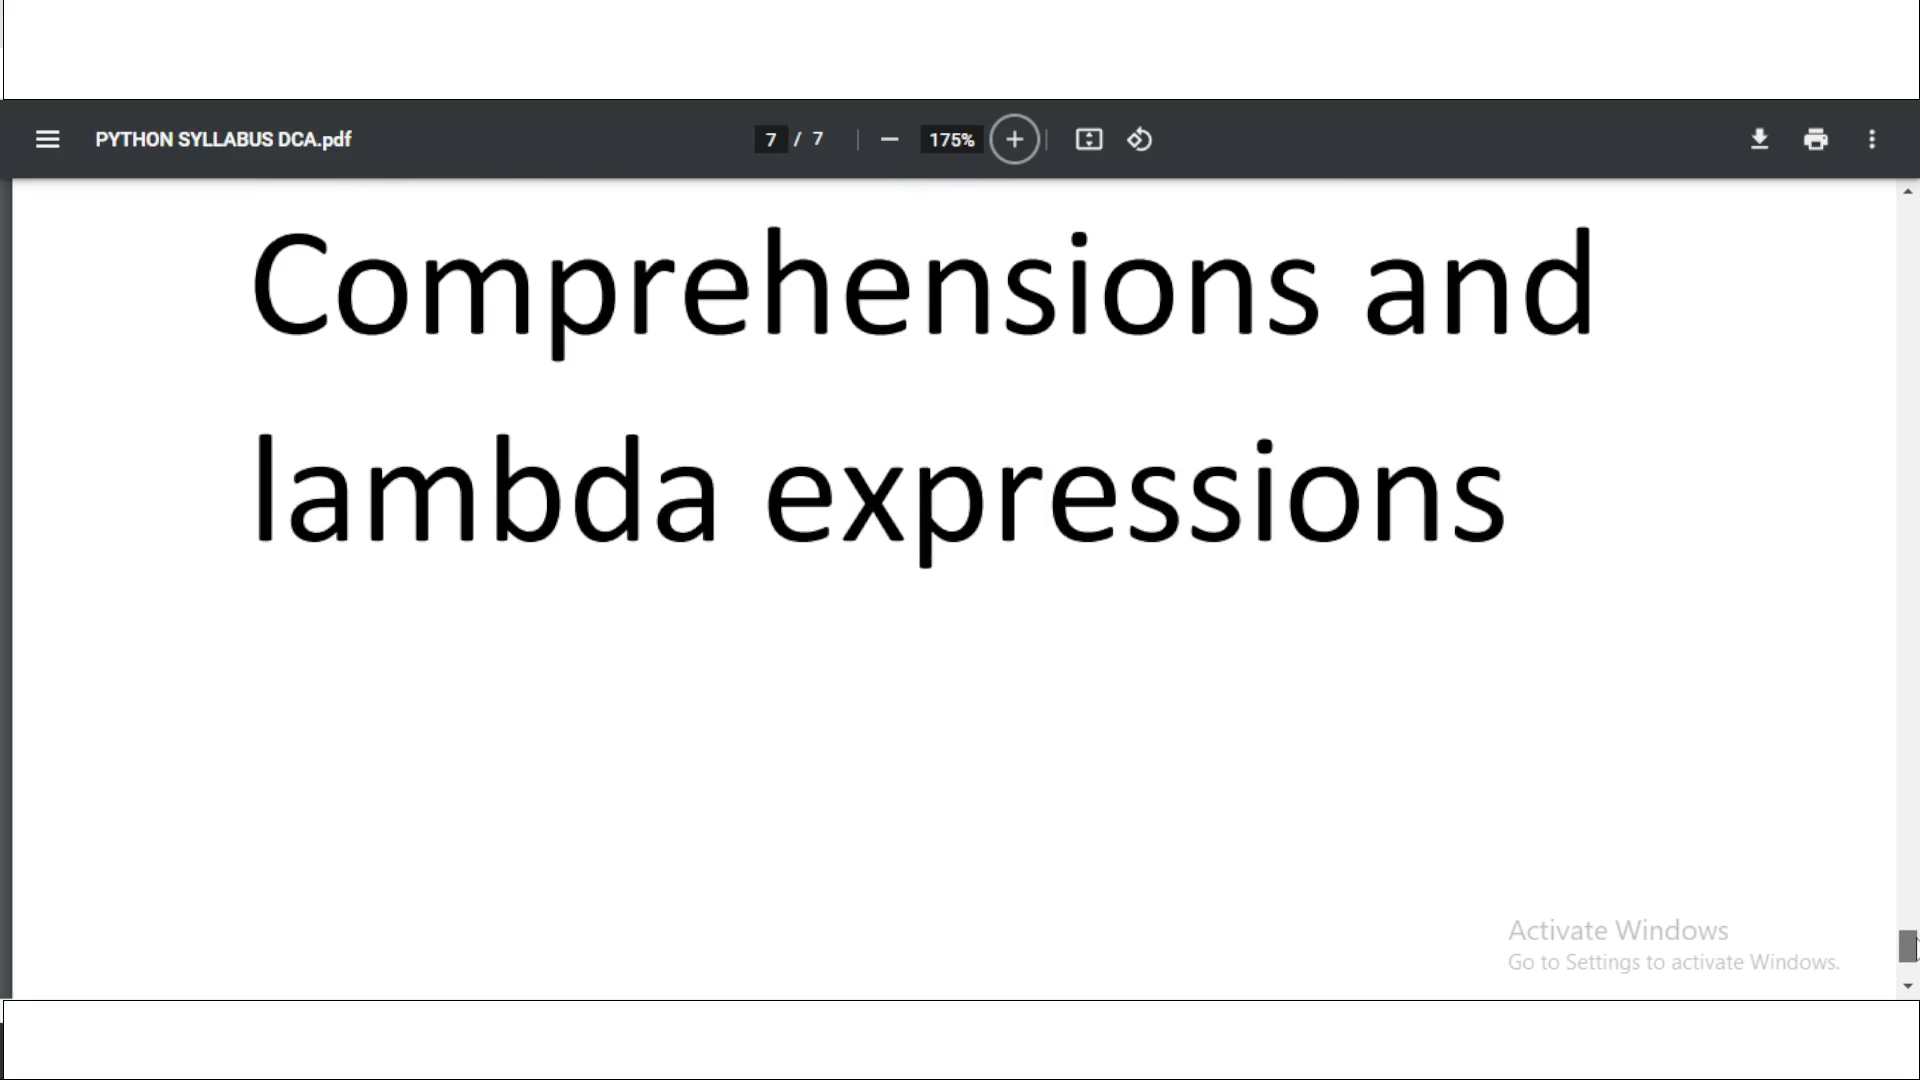 PYTHON SYLLABUS DCA.pdf
7 / 7
175%
Comprehensions and
lambda expressions
Activate Windows
Go to Settings to activate Windows.